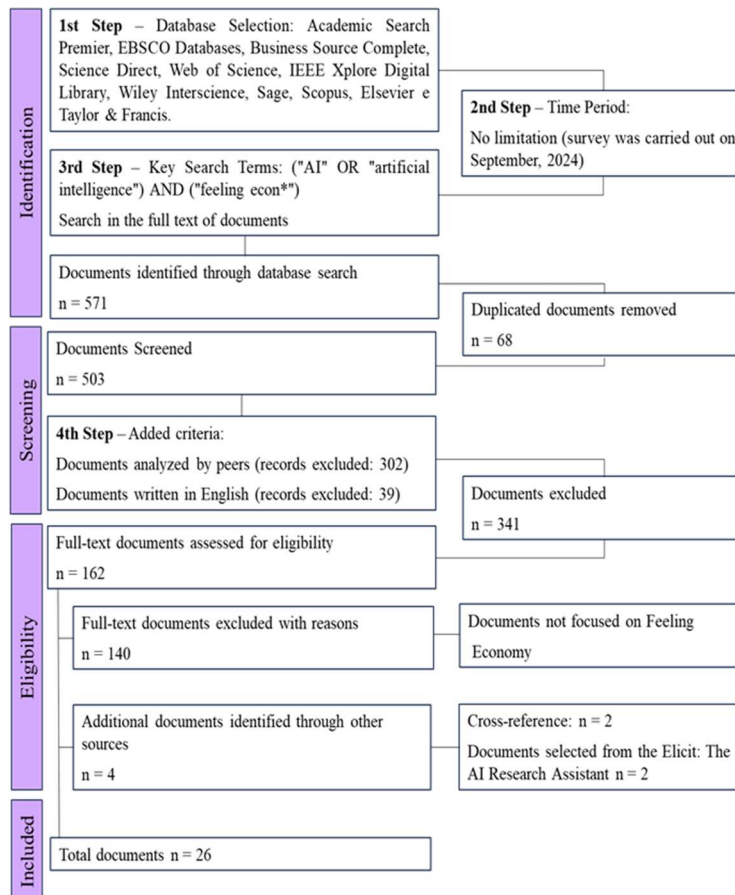 Identification
1st Step – Database Selection: Academic Search
Premier, EBSCO Databases, Business Source Complete,
Science Direct, Web of Science, IEEE Xplore Digital
Library, Wiley Interscience, Sage, Scopus, Elsevier e
Taylor & Francis.
2nd Step – Time Period:
No limitation (survey was carried out on
September, 2024)
3rd Step – Key Search Terms: ("AI" OR "artificial
intelligence") AND ("feeling econ*")
Search in the full text of documents
Documents identified through database search
n = 571
Duplicated documents removed
n = 68
Screening
Documents Screened
n = 503
4th Step – Added criteria:
Documents analyzed by peers (records excluded: 302)
Documents written in English (records excluded: 39)
Documents excluded
n = 341
Eligibility
Full-text documents assessed for eligibility
n = 162
Full-text documents excluded with reasons
n = 140
Documents not focused on Feeling
Economy
Additional documents identified through other
sources
n = 4
Cross-reference: n = 2
Documents selected from the Elicit: The
AI Research Assistant n = 2
Included
Total documents n = 26